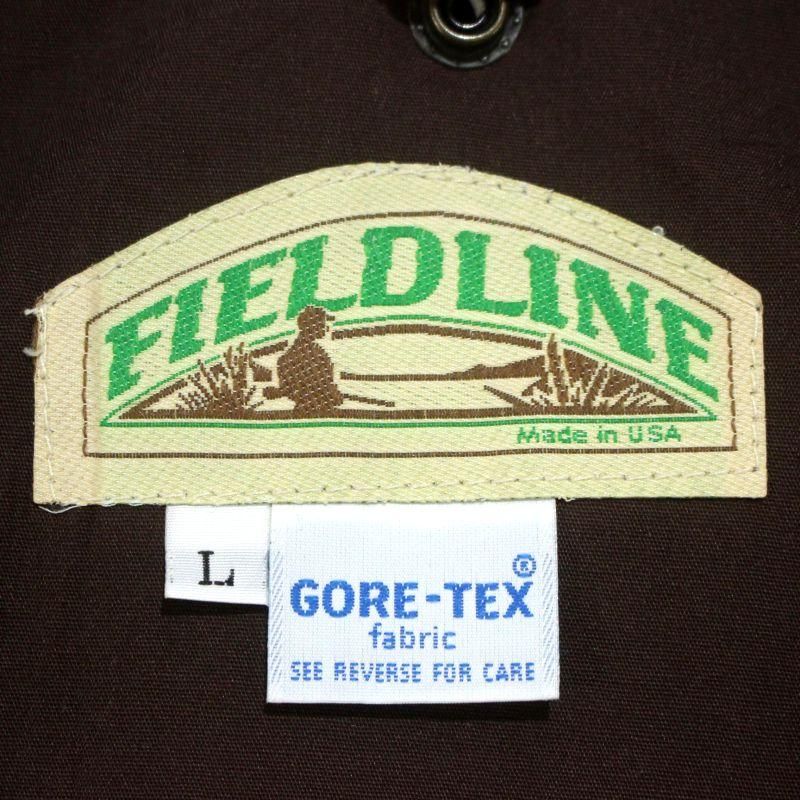 FIELDLINE
Made in USA
L
GORE-TEX®
fabric
SEE REVERSE FOR CARE